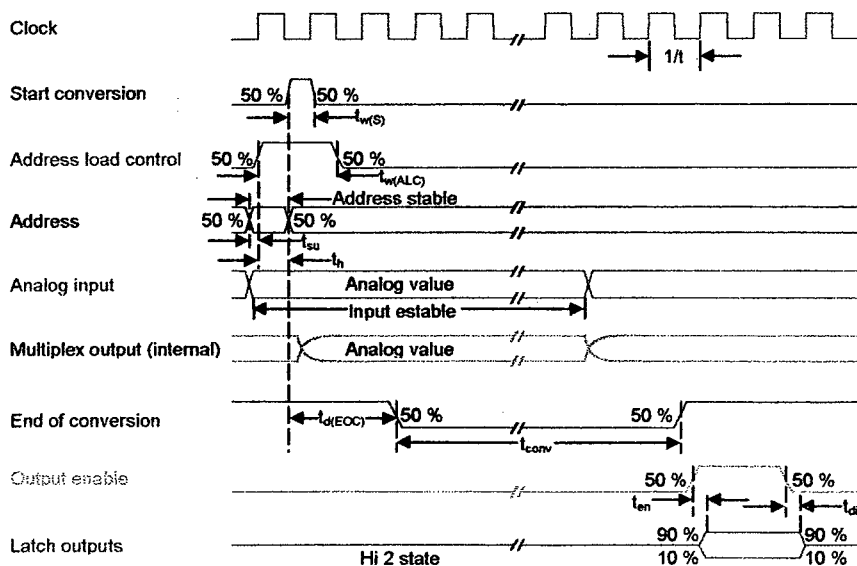 Clock
1/t
Start conversion
50 % 50 %
tw(S)
Address load control
50 % 50 %
tw(ALC)
Address stable
Address
50 % 50 %
tsu
th
Analog input
Analog value
Input estable
Multiplex output (internal)
Analog value
End of conversion
td(EOC)
50 % 50 %
tconv
Output enable
50 % 50 %
ten
tdi
Latch outputs
90 % 90 %
10 % 10 %
Hi 2 state